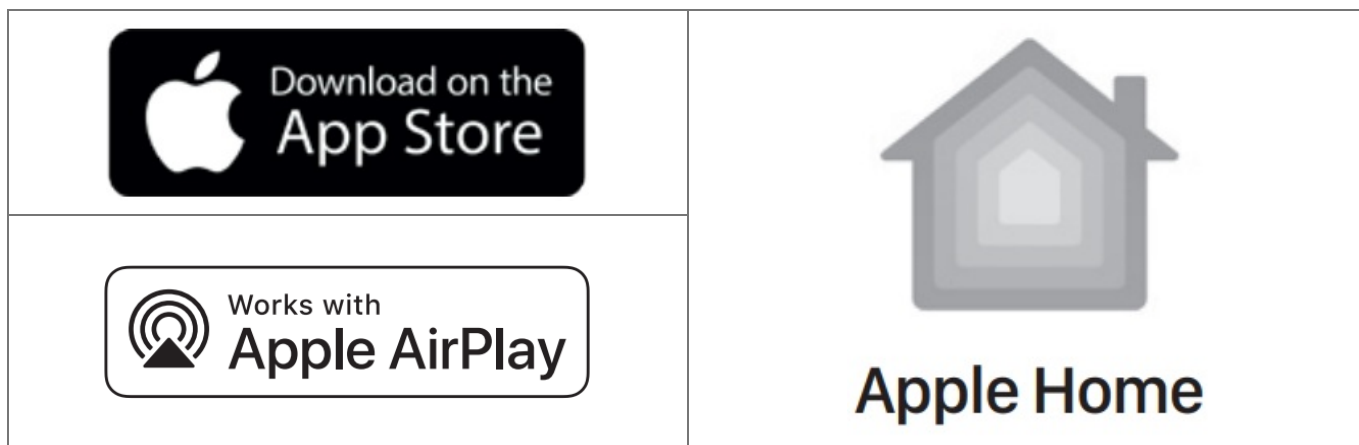 Download on the
App Store
Works with
Apple AirPlay
Apple Home